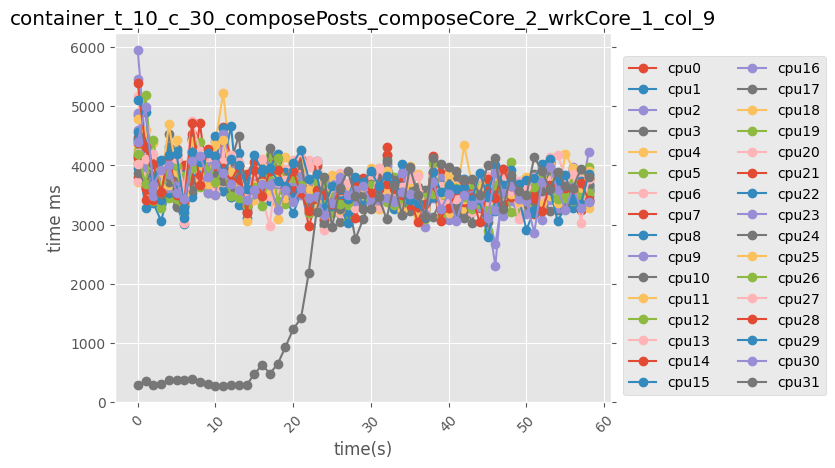 container_t_10_c_30_composePosts_composeCore_2_wrkCore_1_col_9
time ms
6000
5000
4000
3000
2000
1000
0
0
10
20
30
40
50
60
time(s)
cpu0
cpu1
cpu2
cpu3
cpu4
cpu5
cpu6
cpu7
cpu8
cpu9
cpu10
cpu11
cpu12
cpu13
cpu14
cpu15
cpu16
cpu17
cpu18
cpu19
cpu20
cpu21
cpu22
cpu23
cpu24
cpu25
cpu26
cpu27
cpu28
cpu29
cpu30
cpu31